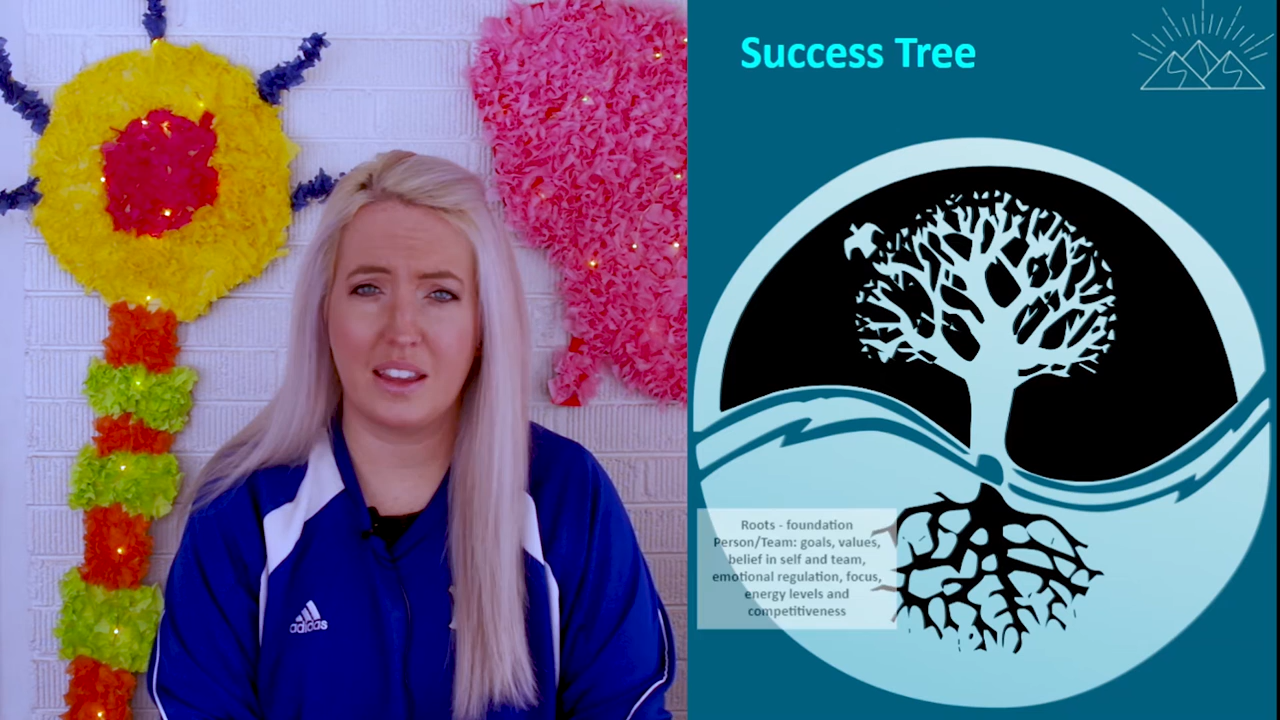 Success Tree
Roots - foundation
Person/Team: goals, values,
belief in self and team,
emotional regulation, focus,
energy levels and
competitiveness
adidas